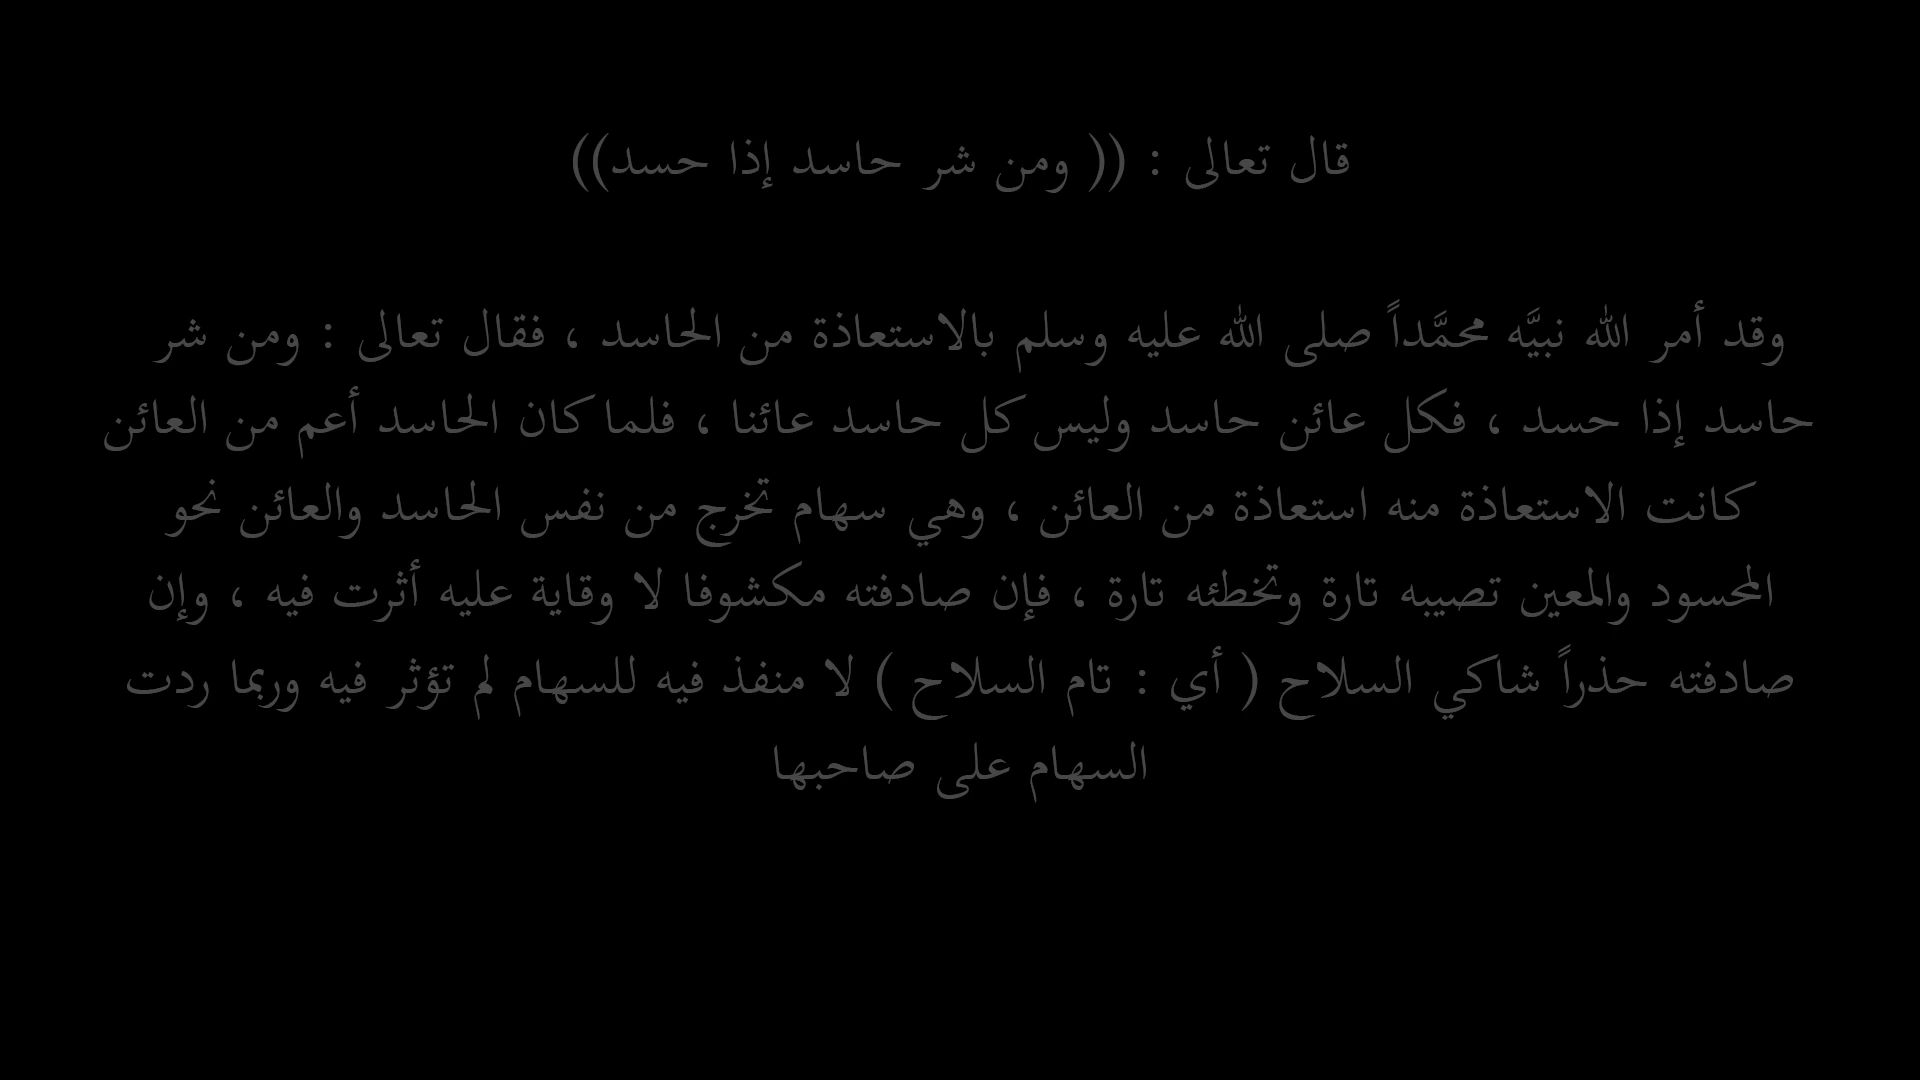 قال تعالى : (( ومن شر حاسد إذا حسد))
وقد أمر الله نبيَّه محمَّداً صلى الله عليه وسلم بالاستعاذة من الحاسد ، فقال تعالى : ومن شر
حاسد إذا حسد ، فكل عائن حاسد وليس كل حاسد عائنا ، فلما كان الحاسد أعم من العائن
كانت الاستعاذة منه استعاذة من العائن ، وهي سهام تخرج من نفس الحاسد والعائن نحو
المحسود والمعين تصيبه تارة وتخطئه تارة ، فإن صادفته مكشوفا لا وقاية عليه أثرت فيه ، وإن
صادفته حذراً شاكي السلاح ( أي : تام السلاح ) لا منفذ فيه للسهام لم تؤثر فيه وربما ردت
السهام على صاحبها